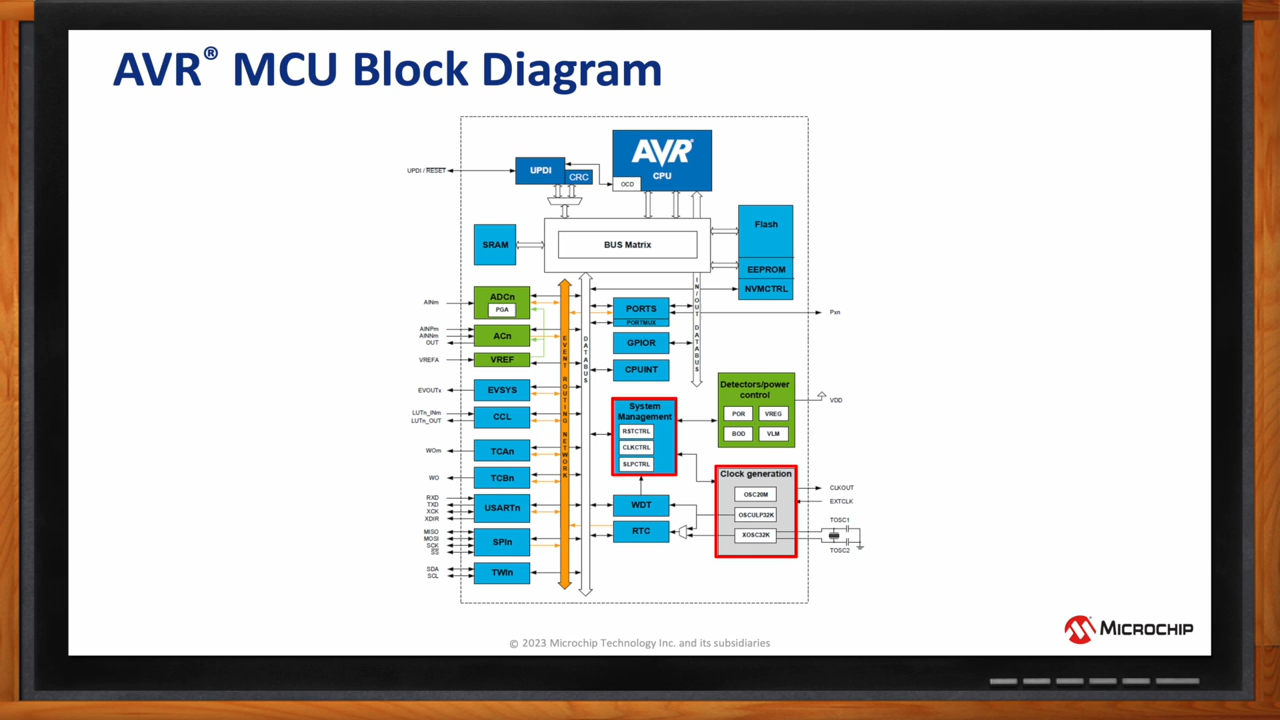 AVR® MCU Block Diagram
UPDI / RESET
UPDI
CRC
AVR®
CPU
OCD
SRAM
BUS Matrix
Flash
EEPROM
NVMCTRL
AINm
ADCn
PGA
AINPm
AINNm
OUT
ACn
VREFA
VREF
EVOUTx
EVSYS
LUTn_INm
LUTn_OUT
CCL
WOm
TCAn
WO
TCBn
RXD
TXD
XCK
XDIR
USARTn
MISO
MOSI
SCK
SS
SPIn
SDA
SCL
TWIn
EVENT ROUTING NETWORK
DATABUS
IN/OUT DATABUS
PORTS
PORTMUX
Pxn
GPIOR
CPUINT
System
Management
RSTCTRL
CLKCTRL
SLPCTRL
WDT
RTC
Detectors/power
control
POR
VREG
BOD
VLM
VDD
Clock generation
OSC20M
OSCULP32K
XOSC32K
CLKOUT
EXTCLK
TOSC1
TOSC2
© 2023 Microchip Technology Inc. and its subsidiaries
MICROCHIP